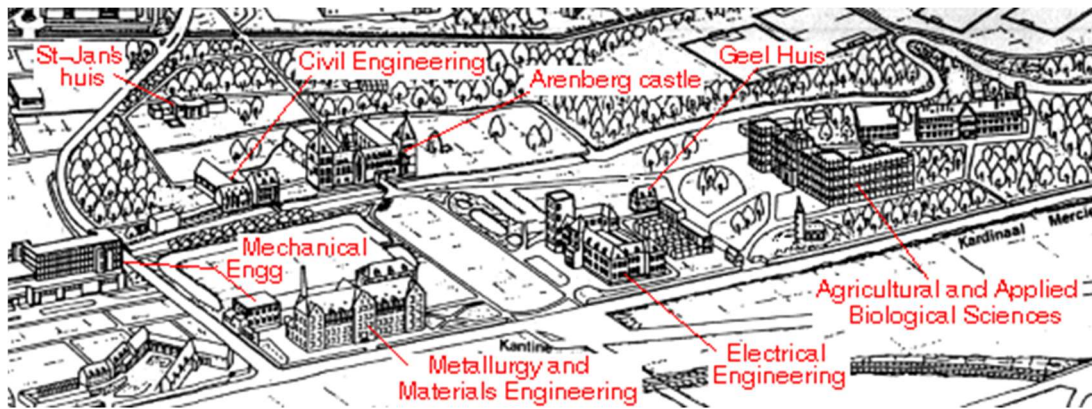 St-Jan's
huis
Civil Engineering
Arenberg castle
Geel Huis
Mechanical
Engg
Kardinaal
Agricultural and Applied
Biological Sciences
Kantine
Metallurgy and
Materials Engineering
Electrical
Engineering